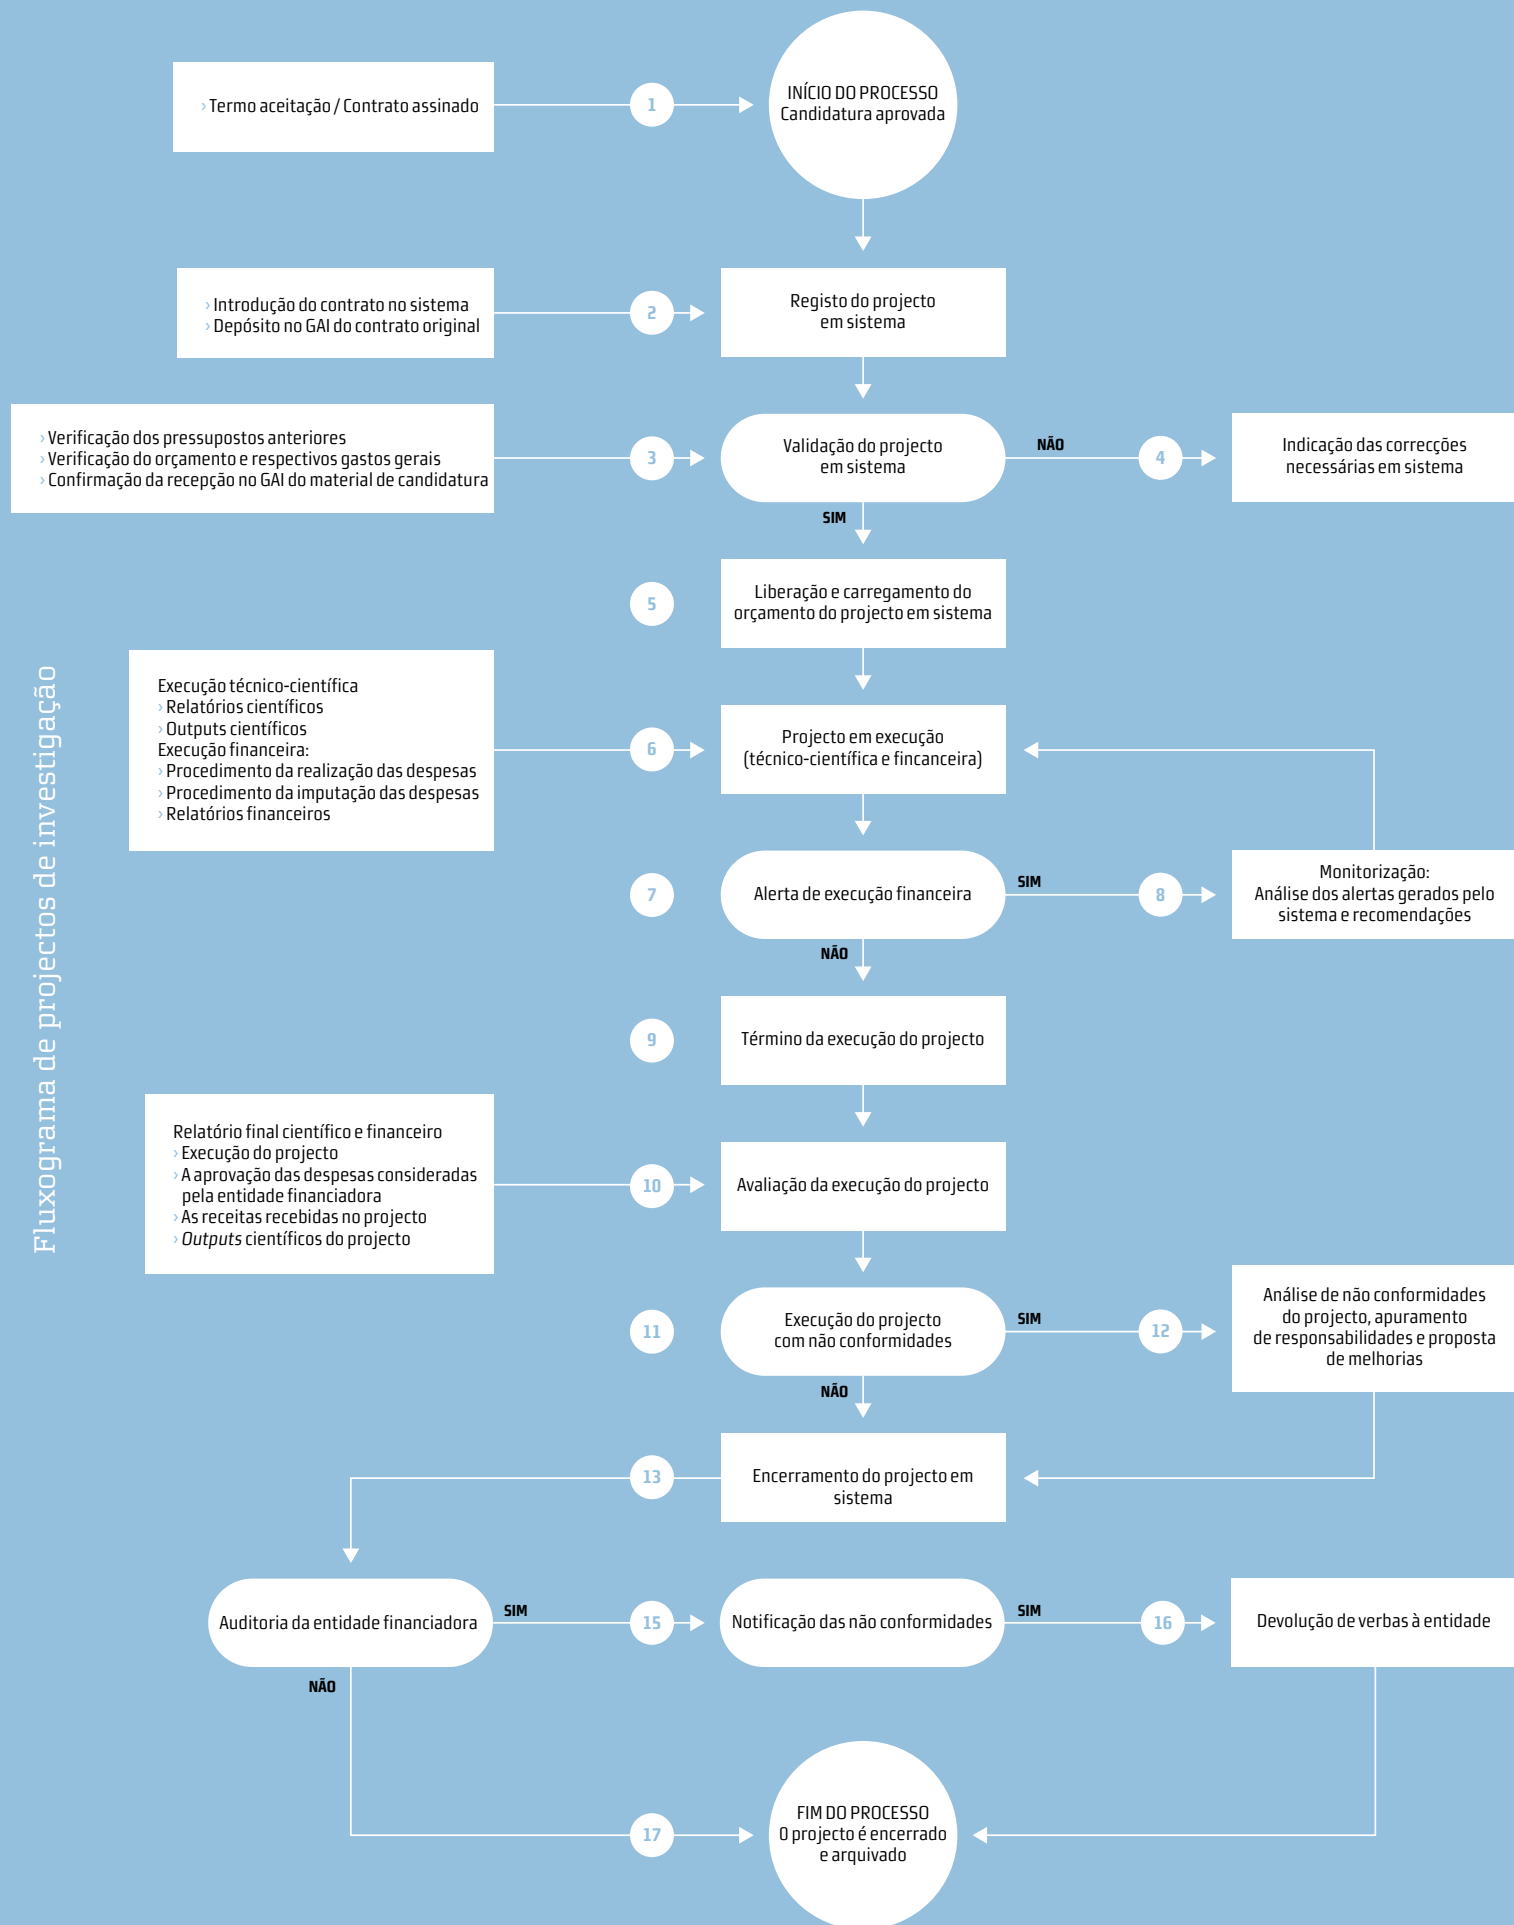 Fluxograma de projectos de investigação
› Termo aceitação / Contrato assinado
1
INÍCIO DO PROCESSO
Candidatura aprovada
› Introdução do contrato no sistema
› Depósito no GAI do contrato original
2
Registo do projecto
em sistema
› Verificação dos pressupostos anteriores
› Verificação do orçamento e respectivos gastos gerais
› Confirmação da recepção no GAI do material de candidatura
3
Validação do projecto
em sistema
NÃO
4
Indicação das correcções
necessárias em sistema
SIM
5
Liberação e carregamento do
orçamento do projecto em sistema
Execução técnico-científica
› Relatórios científicos
› Outputs científicos
Execução financeira:
› Procedimento da realização das despesas
› Procedimento da imputação das despesas
› Relatórios financeiros
6
Projecto em execução
(técnico-científica e fincanceira)
7
Alerta de execução financeira
SIM
8
Monitorização:
Análise dos alertas gerados pelo
sistema e recomendações
NÃO
9
Término da execução do projecto
Relatório final científico e financeiro
› Execução do projecto
› A aprovação das despesas consideradas
pela entidade financiadora
› As receitas recebidas no projecto
› Outputs científicos do projecto
10
Avaliação da execução do projecto
11
Execução do projecto
com não conformidades
SIM
12
Análise de não conformidades
do projecto, apuramento
de responsabilidades e proposta
de melhorias
NÃO
13
Encerramento do projecto em
sistema
Auditoria da entidade financiadora
SIM
15
Notificação das não conformidades
SIM
16
Devolução de verbas à entidade
NÃO
17
FIM DO PROCESSO
O projecto é encerrado
e arquivado